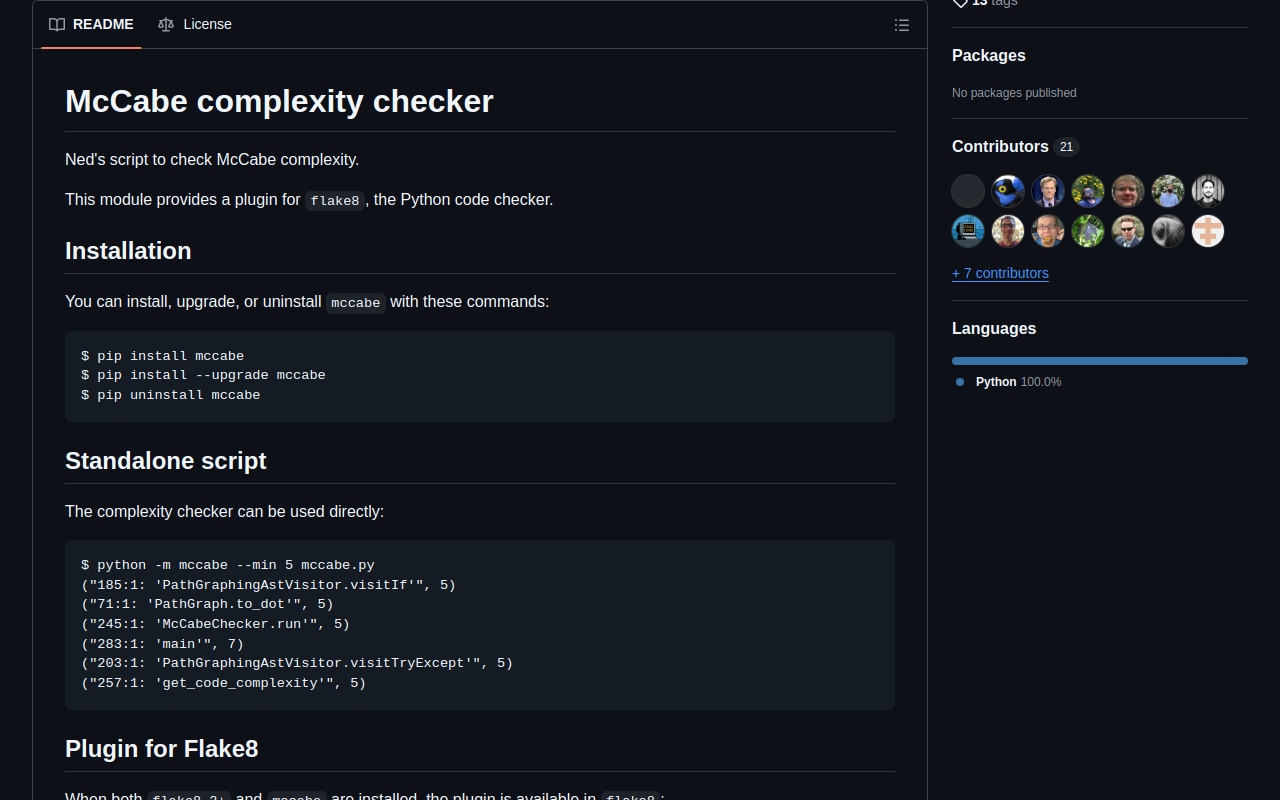 README
License
McCabe complexity checker
Ned's script to check McCabe complexity.
This module provides a plugin for flake8, the Python code checker.
Installation
You can install, upgrade, or uninstall mccabe with these commands:
$ pip install mccabe
$ pip install --upgrade mccabe
$ pip uninstall mccabe
Standalone script
The complexity checker can be used directly:
$ python -m mccabe --min 5 mccabe.py
("185:1: 'PathGraphingAstVisitor.visitIf'", 5)
("71:1: 'PathGraph.to_dot'", 5)
("245:1: 'McCabeChecker.run'", 5)
("283:1: 'main'", 7)
("203:1: 'PathGraphingAstVisitor.visitTryExcept'", 5)
("257:1: 'get_code_complexity'", 5)
Plugin for Flake8
When both flake8 2+ and mccabe are installed, the plugin is available in flake8:
13 tags
Packages
No packages published
Contributors 21
+ 7 contributors
Languages
Python 100.0%